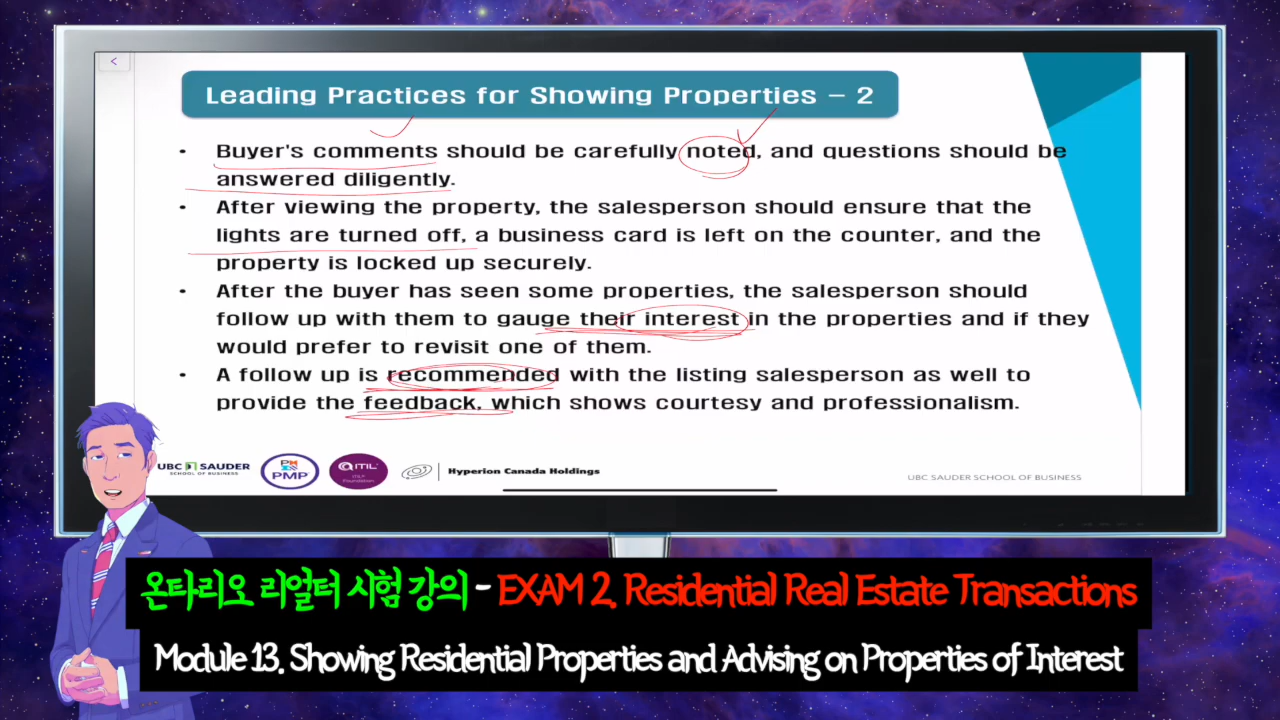 Leading Practices for Showing Properties – 2
• Buyer's comments should be carefully noted, and questions should be
answered diligently.
• After viewing the property, the salesperson should ensure that the
lights are turned off, a business card is left on the counter, and the
property is locked up securely.
• After the buyer has seen some properties, the salesperson should
follow up with them to gauge their interest in the properties and if they
would prefer to revisit one of them.
• A follow up is recommended with the listing salesperson as well to
provide the feedback, which shows courtesy and professionalism.
UBC SAUDER
SCHOOL OF BUSINESS
PMP
ITIL
ITIL Foundation
Hyperion Canada Holdings
UBC SAUDER SCHOOL OF BUSINESS
온타리오 리얼터 시험 강의 - EXAM 2. Residential Real Estate Transactions
Module 13. Showing Residential Properties and Advising on Properties of Interest